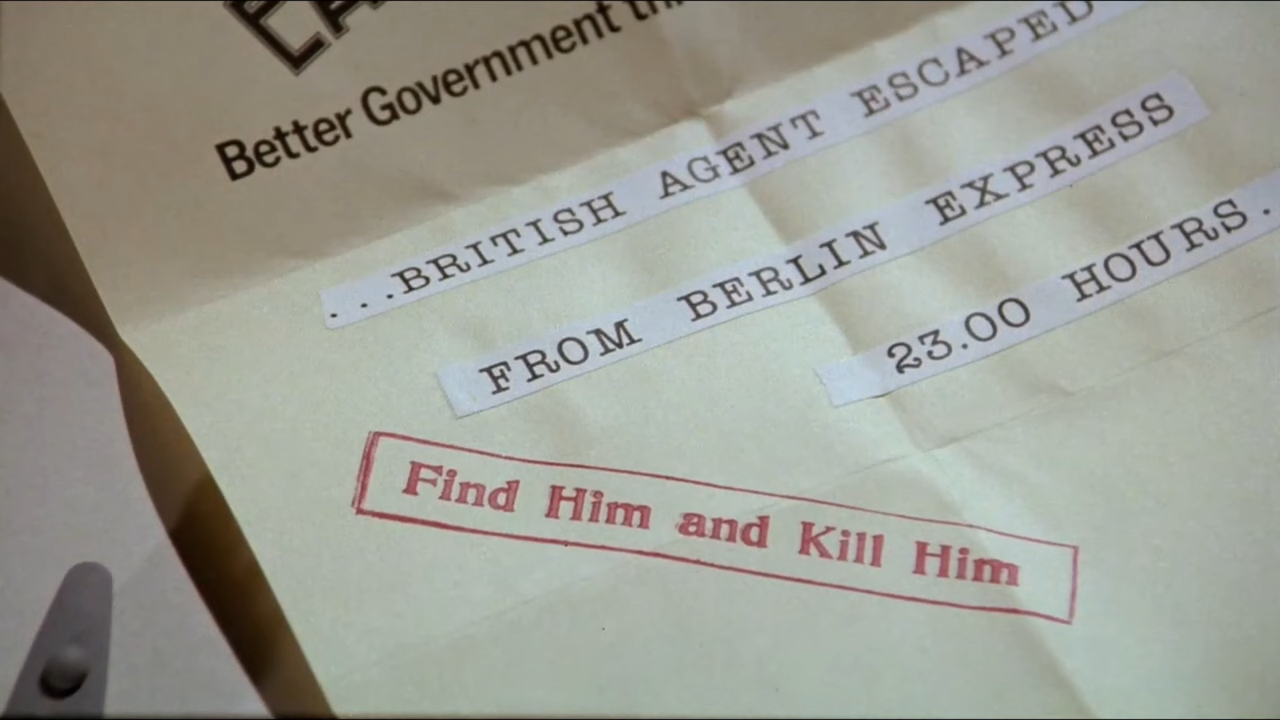 Better Government
..BRITISH AGENT ESCAPED
FROM BERLIN EXPRESS
23.00 HOURS.
Find Him and Kill Him